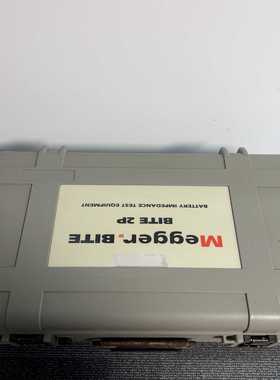 Megger. BITE
BITE 2P
BATTERY IMPEDANCE TEST EQUIPMENT